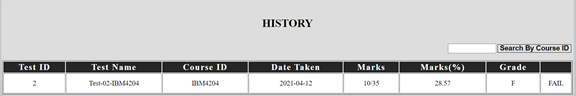 HISTORY
Search By Course ID
Test ID Test Name Course ID Date Taken Marks Marks(%) Grade
2 Test-02-IBM4204 IBM4204 2021-04-12 10/35 28.57 F FAIL